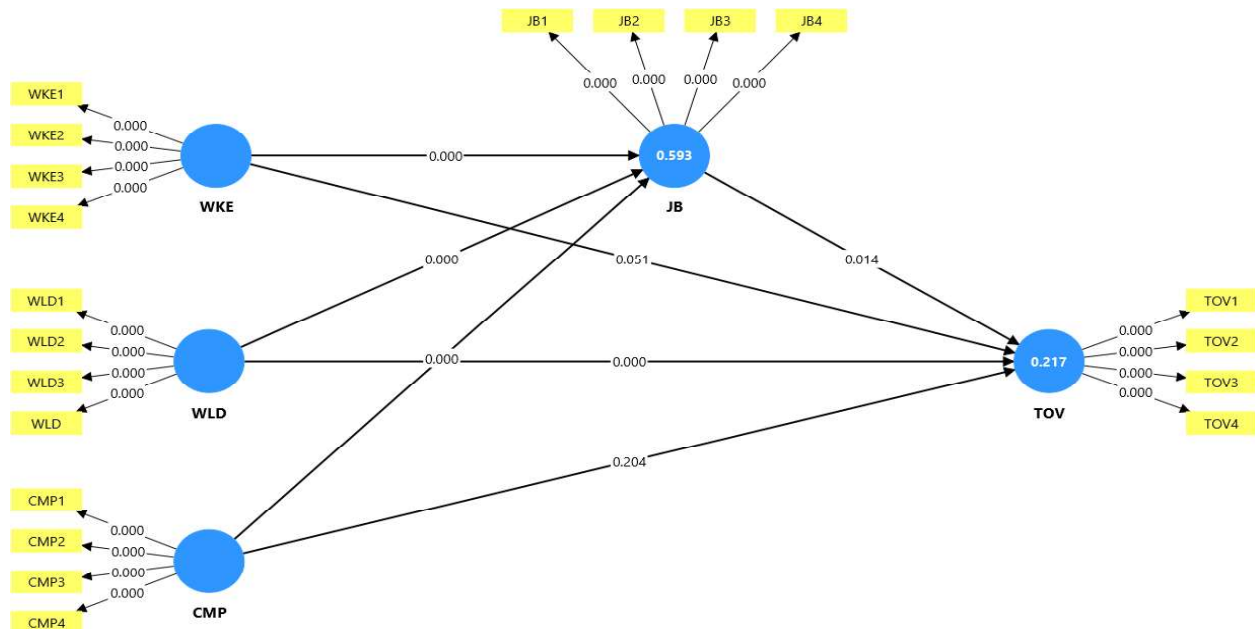 JB1 JB2 JB3 JB4
0.000 0.000 0.000 0.000
WKE1
WKE2
WKE3
WKE4
0.000
0.000
0.000
0.000
WKE
0.000
0.593
JB
0.051
0.014
WLD1
WLD2
WLD3
WLD
0.000
0.000
0.000
0.000
WLD
0.000
0.000
0.000
0.217
TOV
0.000
0.000
0.000
0.000
TOV1
TOV2
TOV3
TOV4
0.204
CMP1
CMP2
CMP3
CMP4
0.000
0.000
0.000
0.000
CMP